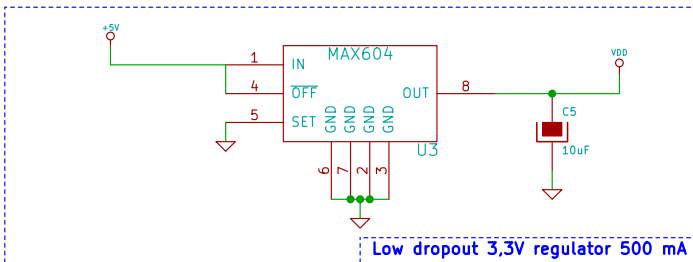 +5V
VDD
MAX604
1
IN
4
OFF
5
SET
OUT
8
GND
GND
GND
GND
U3
6
7
2
3
C5
10uF
Low dropout 3,3V regulator 500 mA